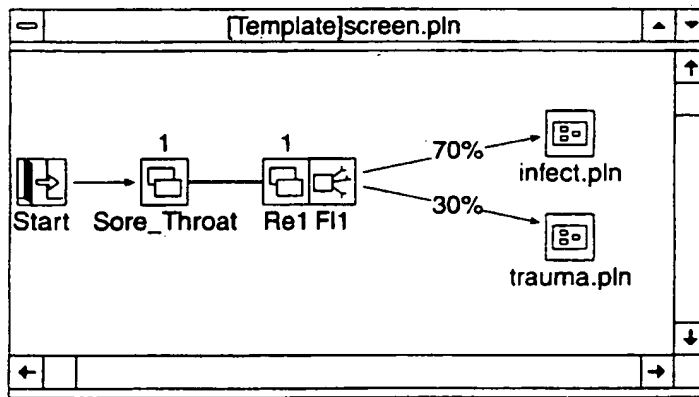 [Template]screen.pln
1 1
70%
infect.pln
30%
Start Sore_Throat Re1 Fl1
trauma.pln